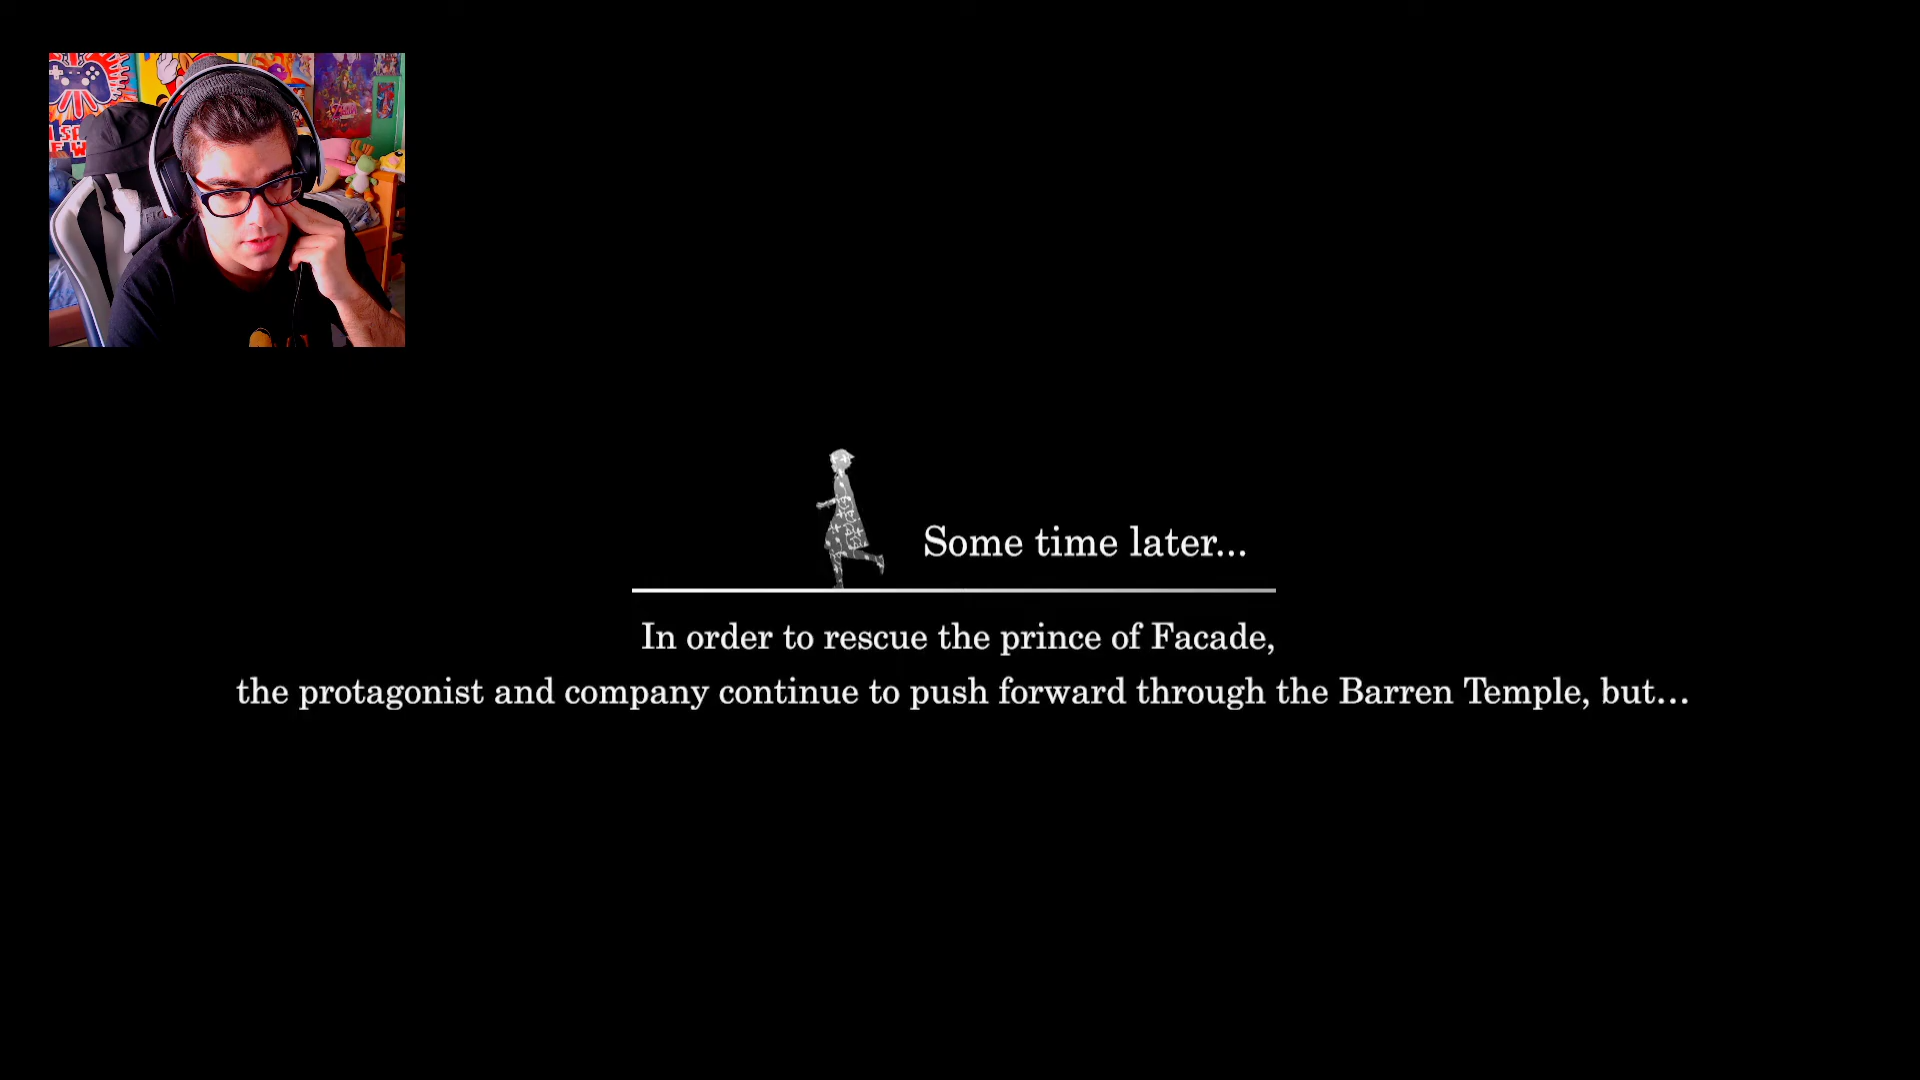 Some time later...
In order to rescue the prince of Facade,
the protagonist and company continue to push forward through the Barren Temple, but...